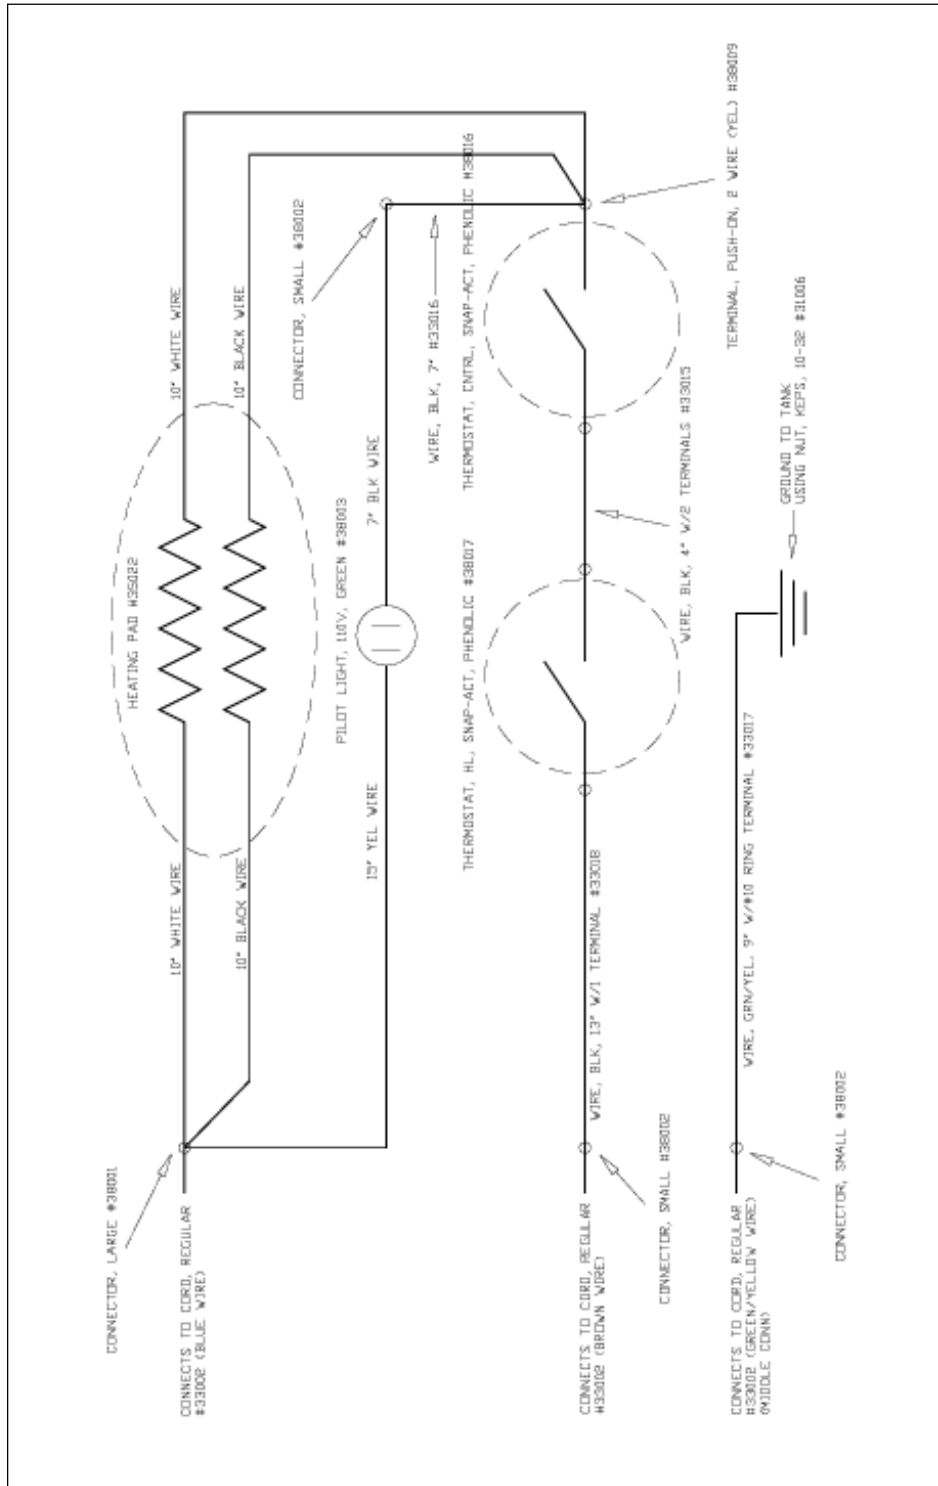 CONNECTOR, LARGE #38001
CONNECTS TO CORD, REGULAR
#33002 (BLUE WIRE)
10" WHITE WIRE
10" BLACK WIRE
HEATING PAD #35022
10" WHITE WIRE
10" BLACK WIRE
15" YEL WIRE
PILOT LIGHT, 110V, GREEN #38003
7" BLK WIRE
CONNECTOR, SMALL #38002
WIRE, BLK, 7" #33016
THERMOSTAT, HL, SNAP-ACT, PHENOLIC #38017
THERMOSTAT, CNTRL, SNAP-ACT, PHENOLIC #38016
CONNECTS TO CORD, REGULAR
#33002 (BROWN WIRE)
WIRE, BLK, 13" W/1 TERMINAL #33018
CONNECTOR, SMALL #38002
WIRE, BLK, 4" W/2 TERMINALS #33015
TERMINAL, PUSH-ON, 2 WIRE (YEL) #38009
CONNECTS TO CORD, REGULAR
#33002 (GREEN/YELLOW WIRE)
(MIDDLE CONN)
WIRE, GRN/YEL, 9" W/#10 RING TERMINAL #33017
GROUND TO TANK
USING NUT, KEPS, 10-32 #31006
CONNECTOR, SMALL #38002